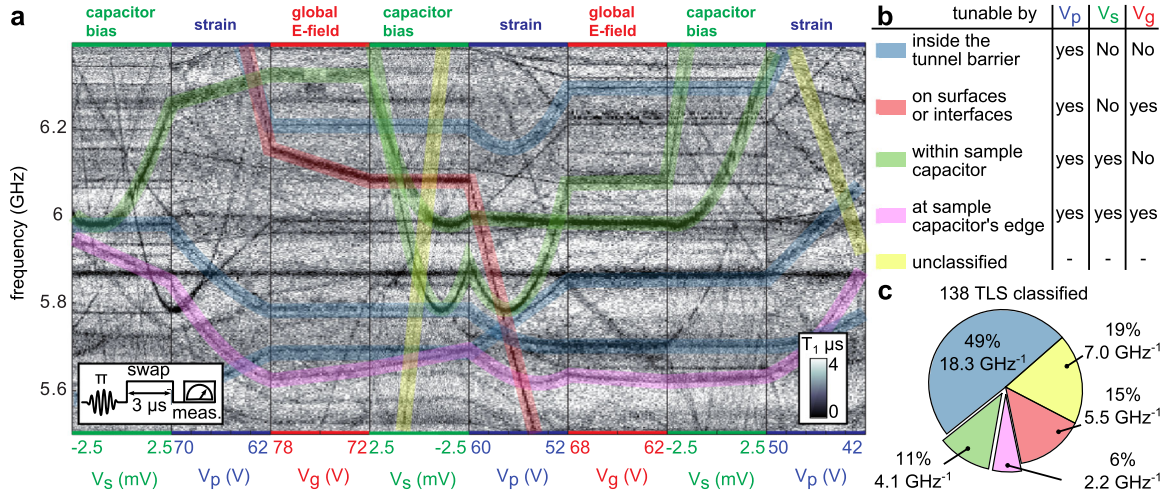 a
capacitor bias
strain
global E-field
capacitor bias
strain
global E-field
capacitor bias
strain
frequency (GHz)
6.2
6
5.8
5.6
π
swap
3 μs
meas.
T1 μs
4
0
-2.5 2.5 70 62 78 72 2.5 -2.5 60 52 68 62 -2.5 2.5 50 42
Vs (mV) Vp (V) Vg (V) Vs (mV) Vp (V) Vg (V) Vs (mV) Vp (V)
b
tunable by Vp Vs Vg
inside the
tunnel barrier yes No No
on surfaces
or interfaces yes No yes
within sample
capacitor yes yes No
at sample
capacitor's edge yes yes yes
unclassified - - -
c
138 TLS classified
49%
18.3 GHz-1
19%
7.0 GHz-1
15%
5.5 GHz-1
6%
2.2 GHz-1
11%
4.1 GHz-1